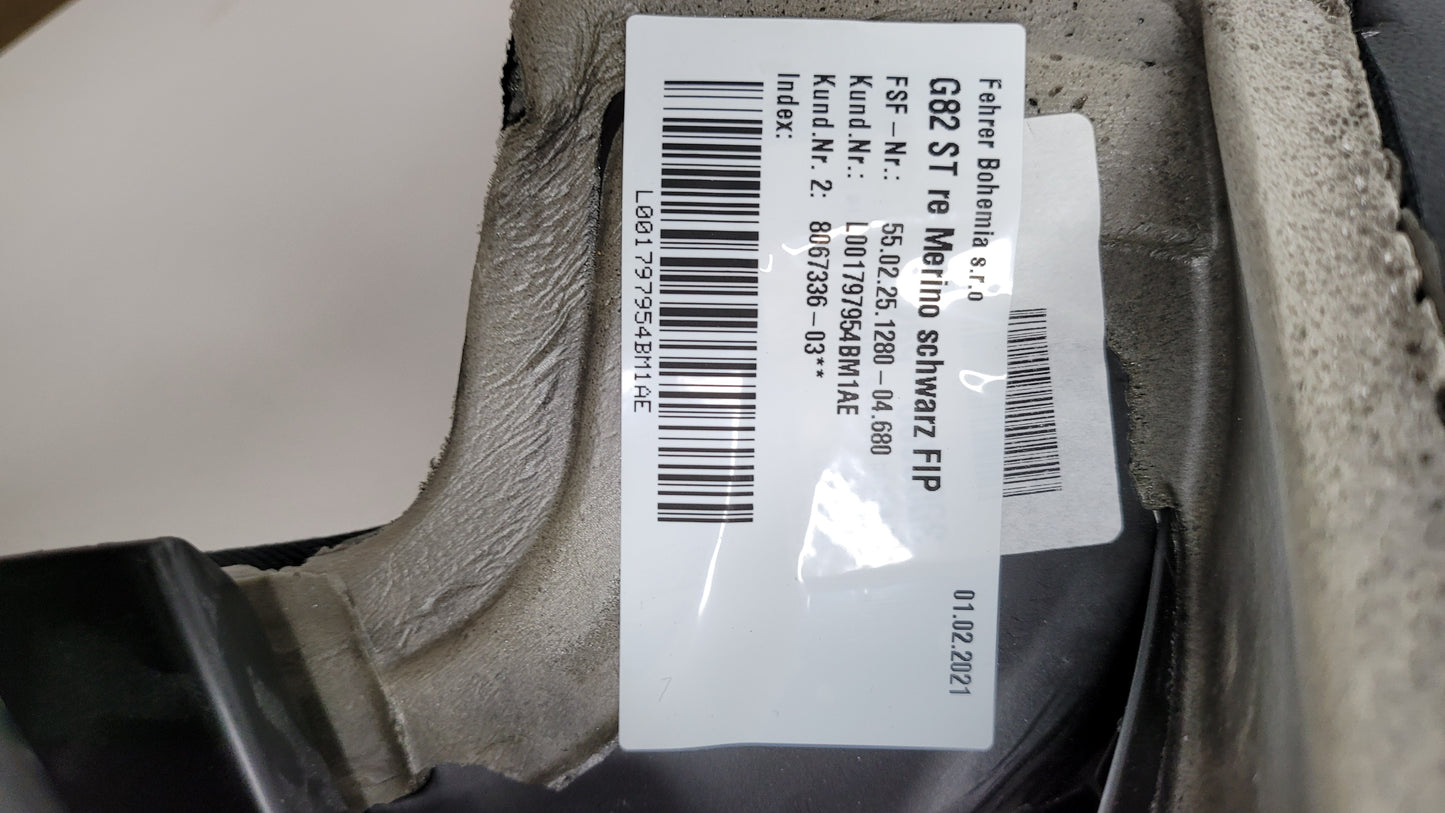 Fehrer Bohemia s.r.o
01.02.2021
G82 ST re Merino schwarz FIP
FSF-Nr.: 55.02.25.1280-04.680
Kund.Nr.: L001797954BM1AE
Kund.Nr. 2: 8067336-03**
Index:
L001797954BM1AE